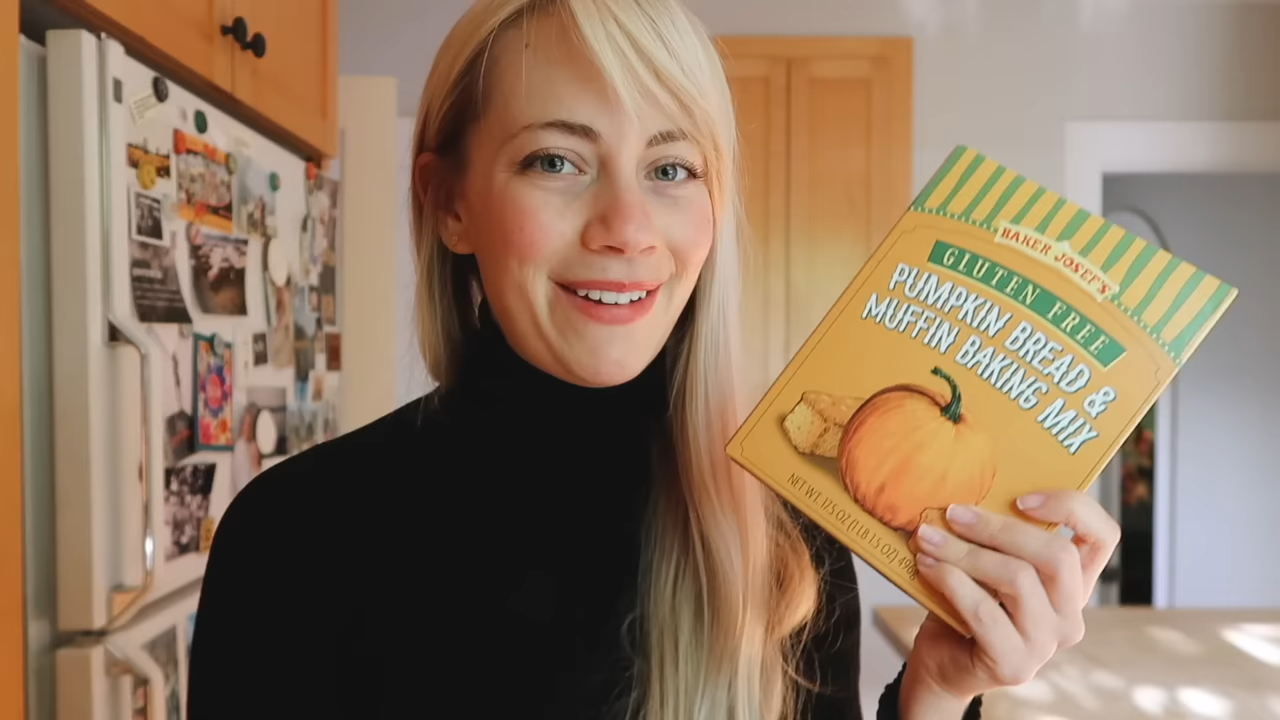 BAKER JOSEF'S
GLUTEN FREE
PUMPKIN BREAD &
MUFFIN BAKING MIX
NET WT. 17.5 OZ (1 LB 1.5 OZ) 496g